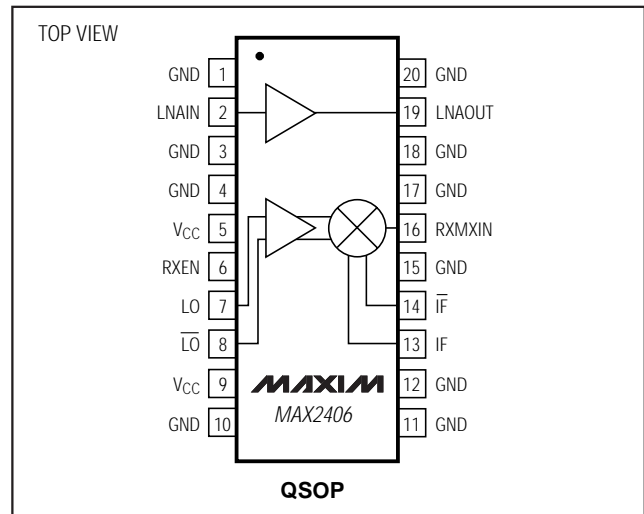 TOP VIEW
GND 1
20 GND
LNAIN 2
19 LNAOUT
GND 3
18 GND
GND 4
17 GND
VCC 5
16 RXMXIN
RXEN 6
15 GND
LO 7
14 I̅F̅
L̅O̅ 8
13 IF
VCC 9
12 GND
GND 10
11 GND
MAXIM
MAX2406
QSOP